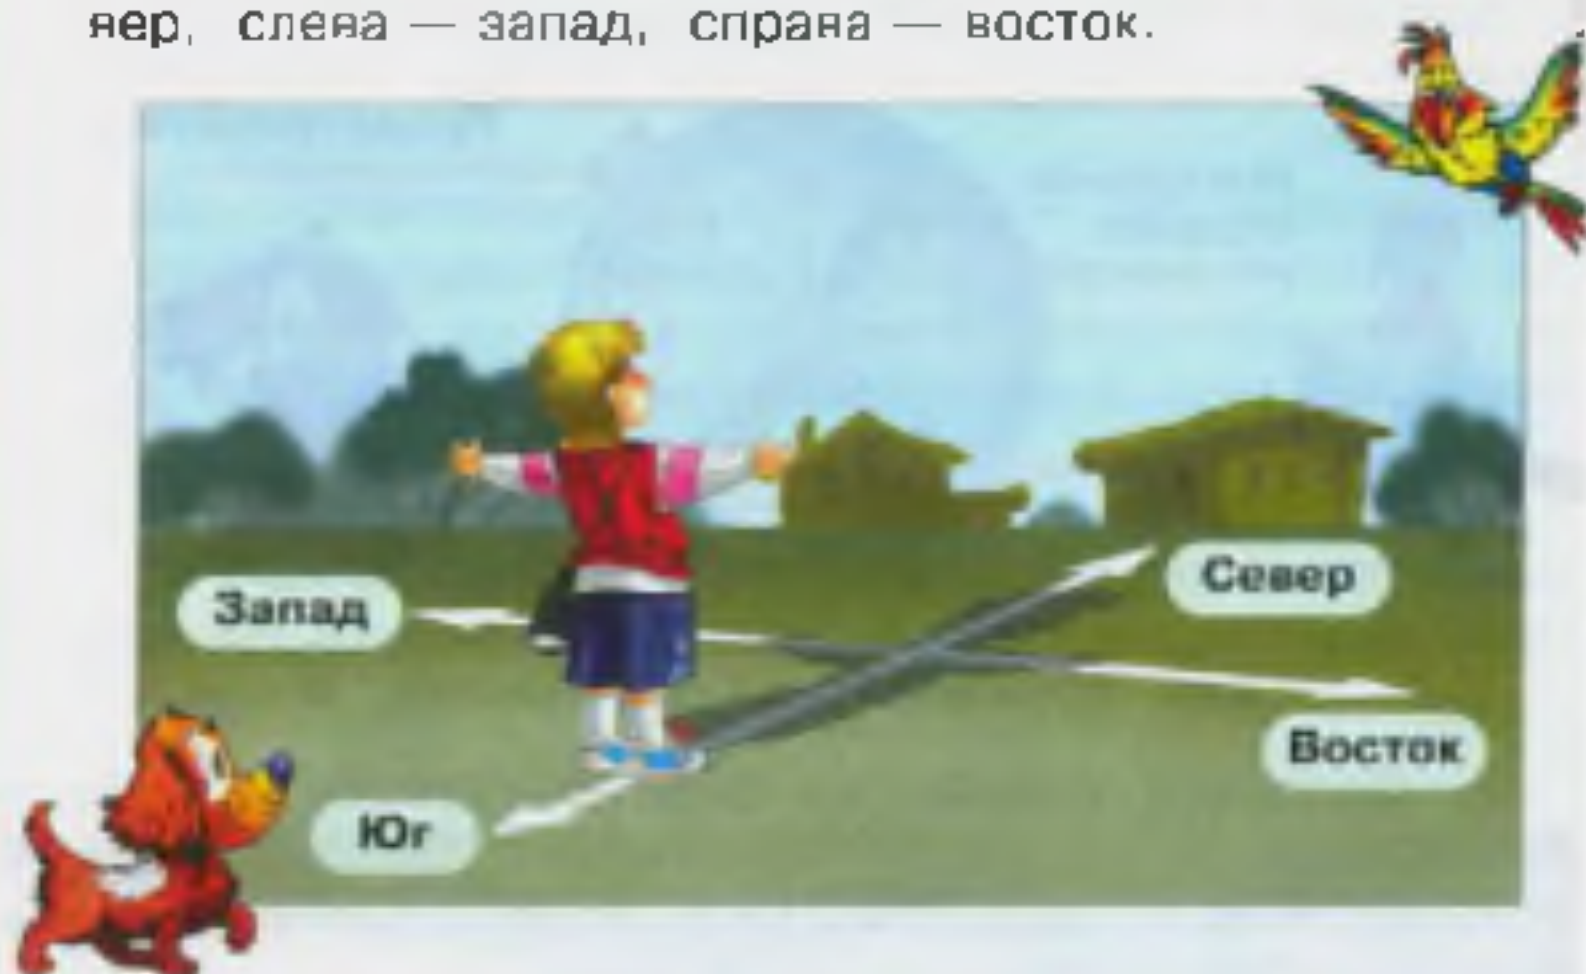 вер, слева — запад, справа — восток.
Север
Запад
Восток
Юг